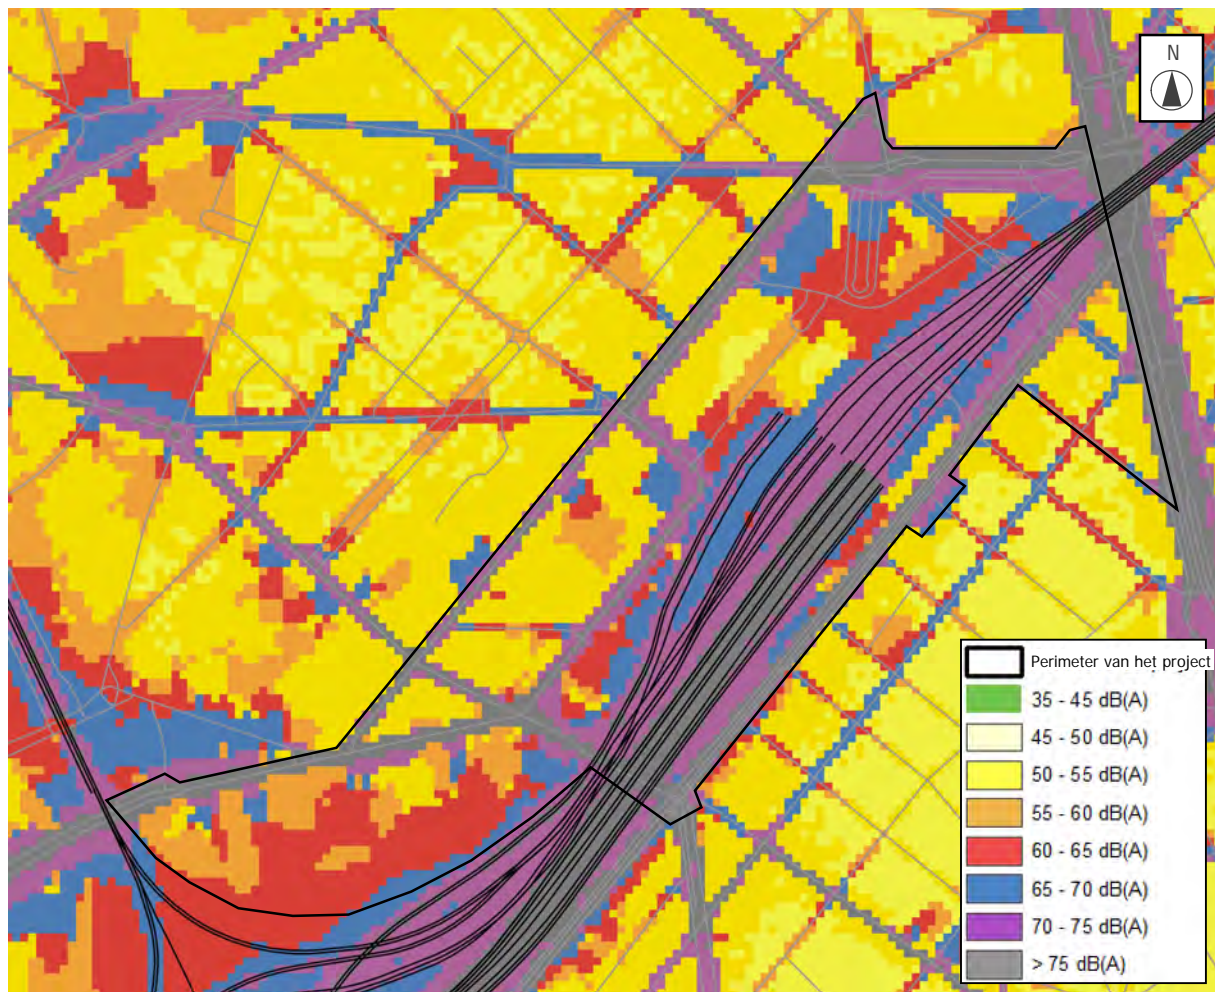 N
Perimeter van het project
35 - 45 dB(A)
45 - 50 dB(A)
50 - 55 dB(A)
55 - 60 dB(A)
60 - 65 dB(A)
65 - 70 dB(A)
70 - 75 dB(A)
> 75 dB(A)